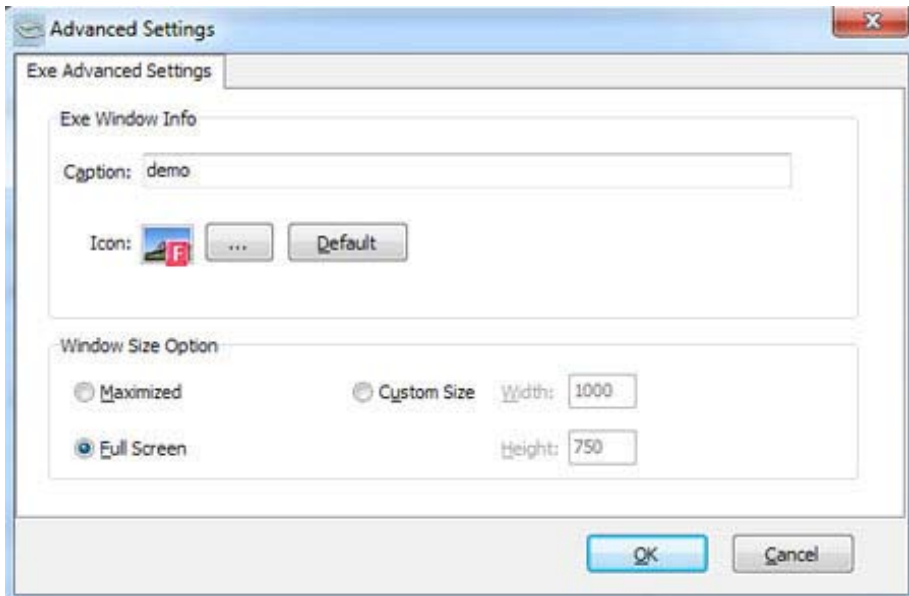 Advanced Settings
Exe Advanced Settings
Exe Window Info
Caption: demo
Icon: F ... Default
Window Size Option
Maximized Custom Size Width: 1000
Full Screen Height: 750
OK Cancel